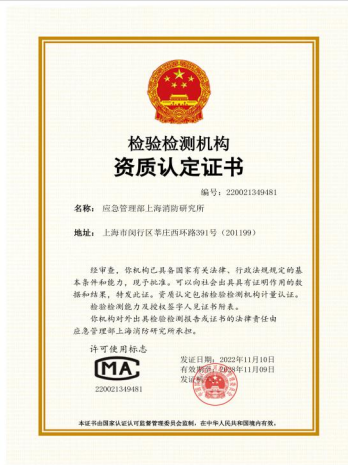 检验检测机构
资质认定证书
编号：220021349481
名称：应急管理部上海消防研究所
地址：上海市闵行区莘庄西环路391号（201199）
经审查，你机构已具备国家有关法律、行政法规规定的基
本条件和能力，现予批准。可以向社会出具具有证明作用的数
据和结果，特发此证。资质认定包括检验检测机构计量认证。
检验检测能力及授权签字人见证书附表。
你机构对外出具检验检测报告或证书的法律责任由
应急管理部上海消防研究所承担。
许可使用标志
MA
220021349481
发证日期：2022年11月10日
有效期至：2028年11月09日
发证机关：
本证书由国家认证认可监督管理委员会监制，在中华人民共和国境内有效。